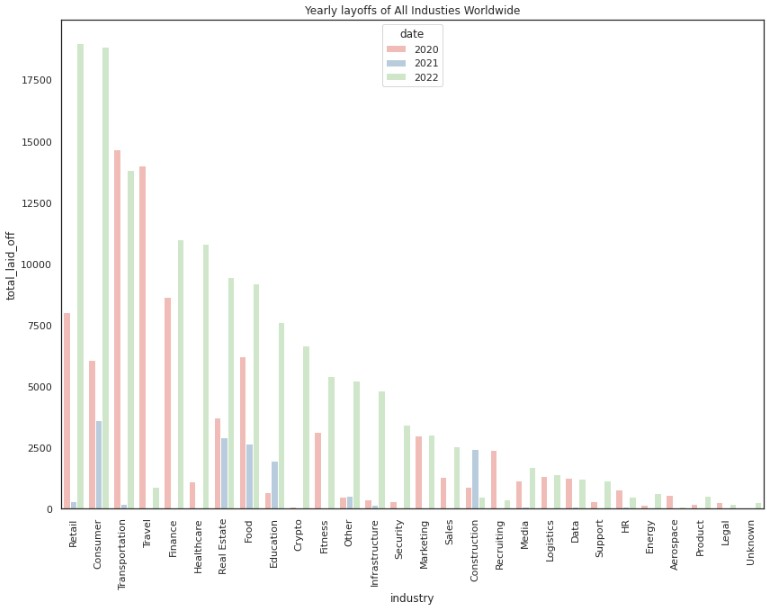 Yearly layoffs of All Industies Worldwide
date
2020
2021
2022
total_laid_off
17500
15000
12500
10000
7500
5000
2500
0
Retail
Consumer
Transportation
Travel
Finance
Healthcare
Real Estate
Food
Education
Crypto
Fitness
Other
Infrastructure
Security
Marketing
Sales
Construction
Recruiting
Media
Logistics
Data
Support
HR
Energy
Aerospace
Product
Legal
Unknown
industry